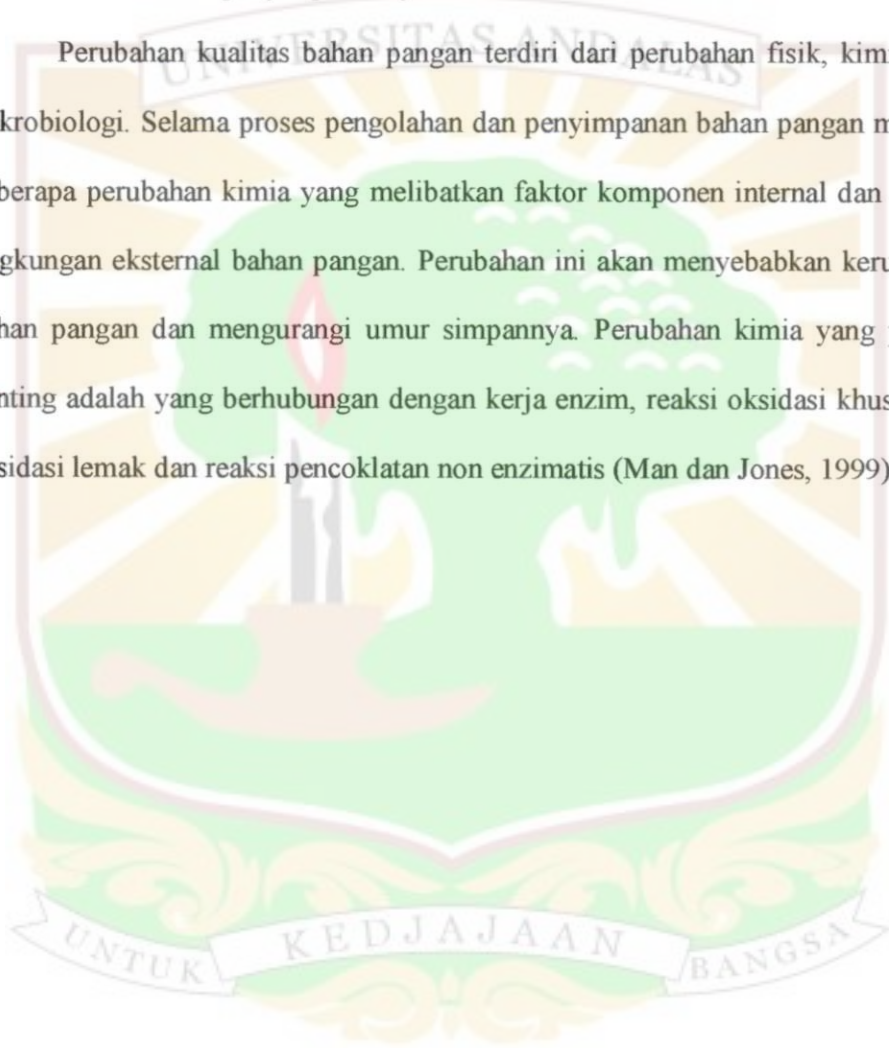 UNIVERSITAS ANDALAS
Perubahan kualitas bahan pangan terdiri dari perubahan fisik, kim
krobiologi. Selama proses pengolahan dan penyimpanan bahan pangan m
berapa perubahan kimia yang melibatkan faktor komponen internal dan
gkungan eksternal bahan pangan. Perubahan ini akan menyebabkan keru
han pangan dan mengurangi umur simpannya. Perubahan kimia yang
nting adalah yang berhubungan dengan kerja enzim, reaksi oksidasi khus
sidasi lemak dan reaksi pencoklatan non enzimatis (Man dan Jones, 1999)
UNTUK KEDJAJAAN BANGSA